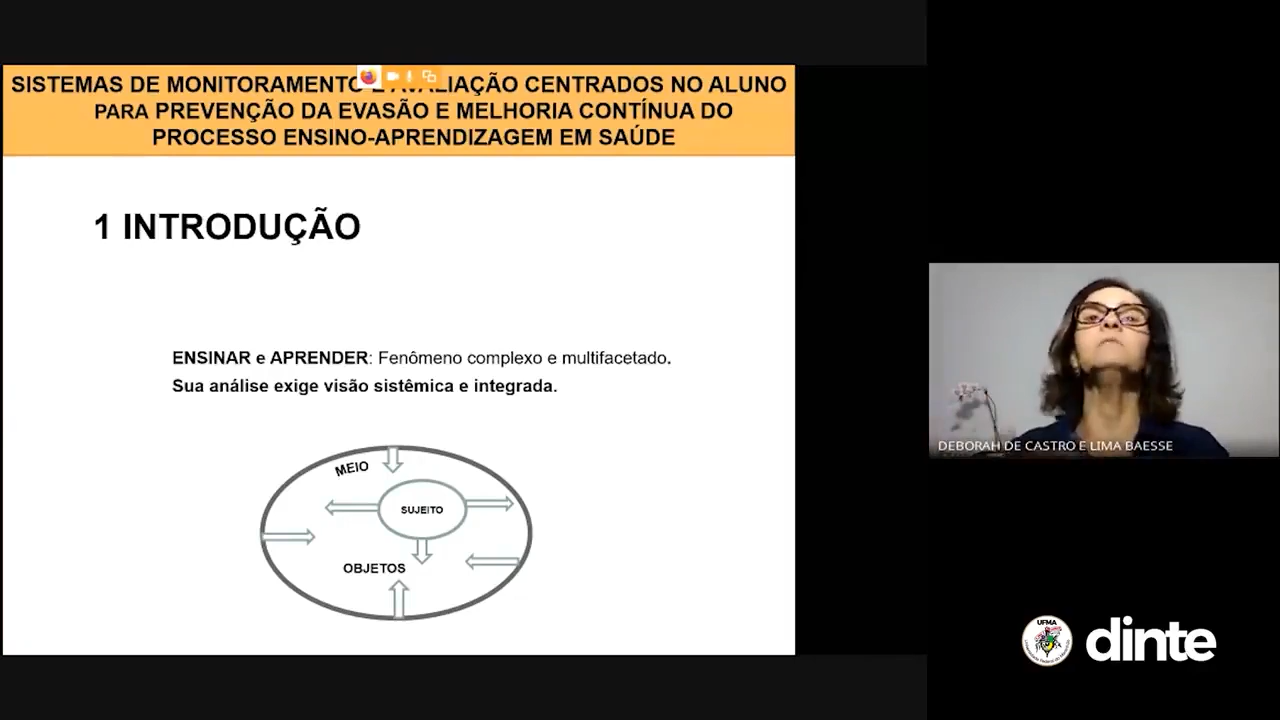 SISTEMAS DE MONITORAMENTO E AVALIAÇÃO CENTRADOS NO ALUNO
PARA PREVENÇÃO DA EVASÃO E MELHORIA CONTÍNUA DO
PROCESSO ENSINO-APRENDIZAGEM EM SAÚDE
1 INTRODUÇÃO
ENSINAR e APRENDER: Fenômeno complexo e multifacetado.
Sua análise exige visão sistêmica e integrada.
MEIO
SUJEITO
OBJETOS
DEBORAH DE CASTRO E LIMA BAESSE
UFMA
dinte